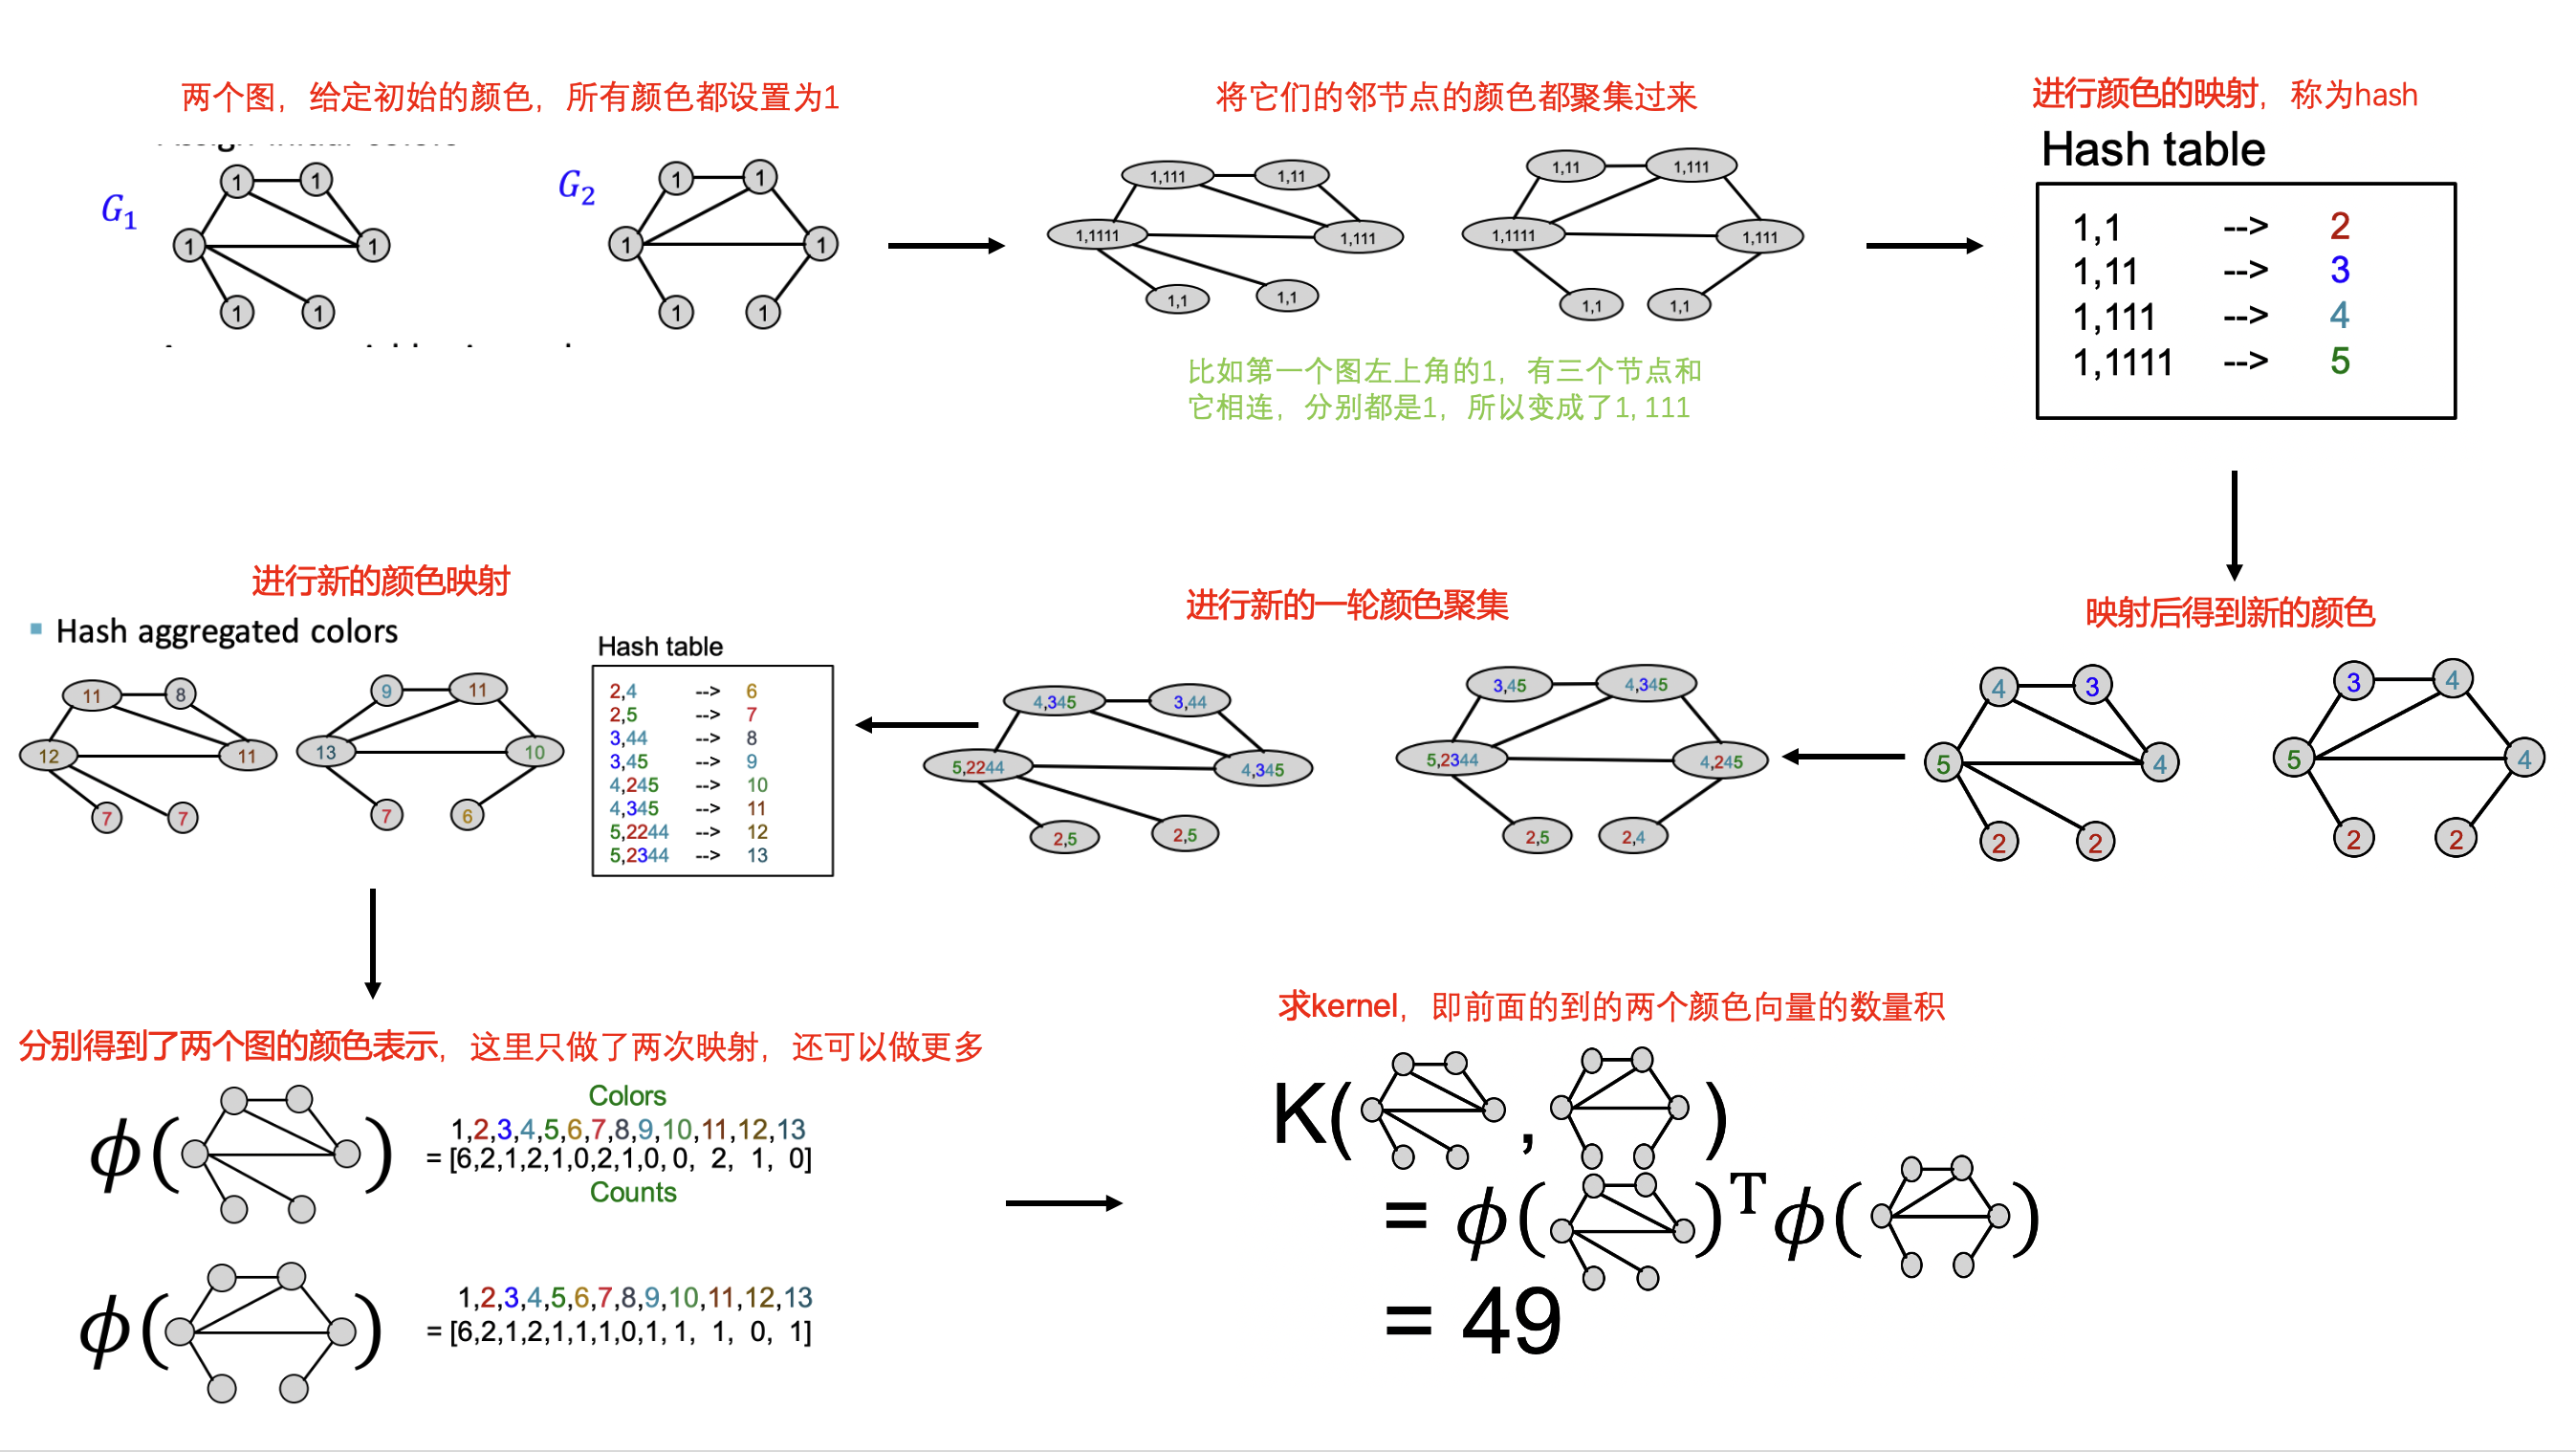 两个图，给定初始的颜色，所有颜色都设置为1
G₁
1
1
1
1
1
1
G₂
1
1
1
1
1
1
将它们的邻节点的颜色都聚集过来
1,111
1,11
1,1111
1,111
1,1
1,1
1,11
1,111
1,1111
1,111
1,1
1,1
比如第一个图左上角的1，有三个节点和
它相连，分别都是1，所以变成了1, 111
进行颜色的映射，称为hash
Hash table
1,1 --> 2
1,11 --> 3
1,111 --> 4
1,1111 --> 5
映射后得到新的颜色
4
3
5
4
2
2
3
4
5
4
2
2
进行新的一轮颜色聚集
4,345
3,44
5,2244
4,345
2,5
2,5
3,45
4,345
5,2344
4,245
2,5
2,4
进行新的颜色映射
▪ Hash aggregated colors
11
8
12
11
7
7
9
11
13
10
7
6
Hash table
2,4 --> 6
2,5 --> 7
3,44 --> 8
3,45 --> 9
4,245 --> 10
4,345 --> 11
5,2244 --> 12
5,2344 --> 13
分别得到了两个图的颜色表示，这里只做了两次映射，还可以做更多
Colors
1,2,3,4,5,6,7,8,9,10,11,12,13
ϕ( ) = [6,2,1,2,1,0,2,1,0,0, 2, 1, 0]
Counts
1,2,3,4,5,6,7,8,9,10,11,12,13
ϕ( ) = [6,2,1,2,1,1,1,0,1, 1, 1, 0, 1]
求kernel，即前面的到的两个颜色向量的数量积
K( , )
= ϕ( )ᵀ ϕ( )
= 49